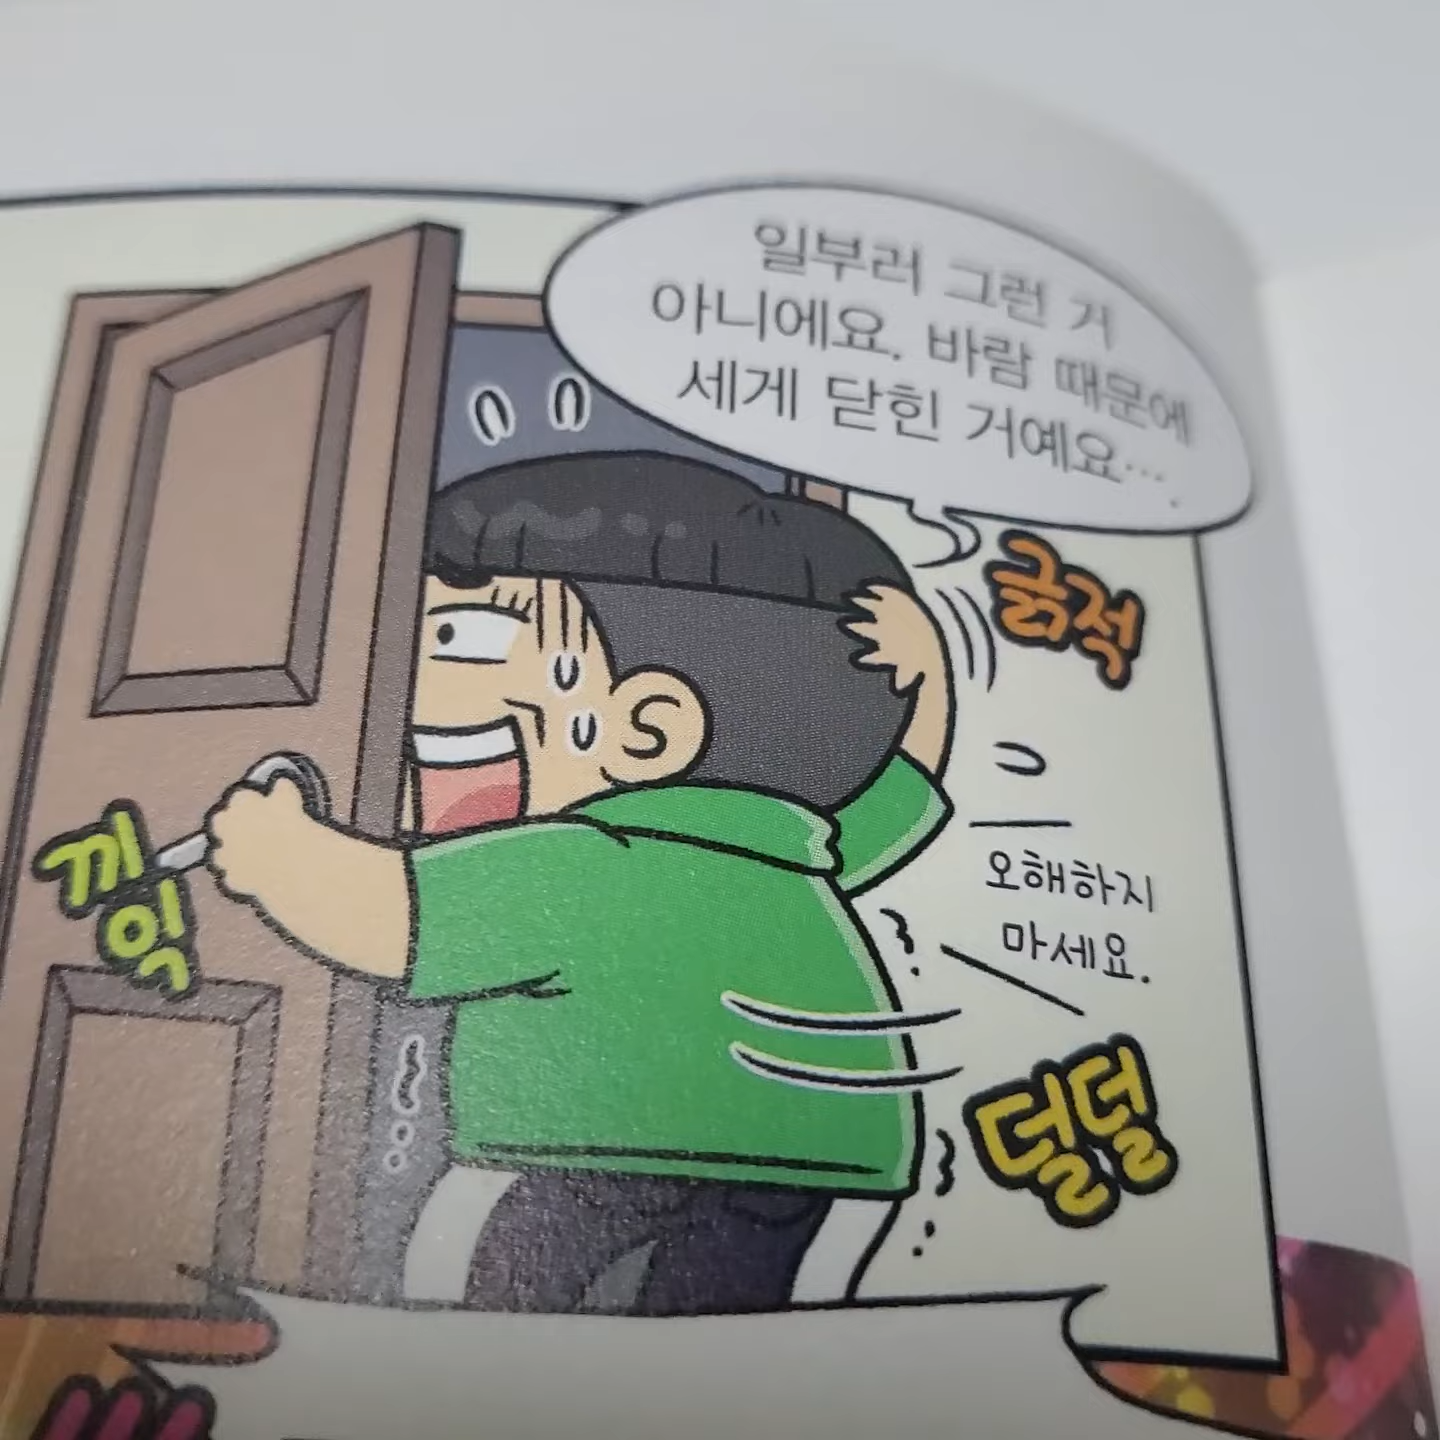 일부러 그런 거
아니에요. 바람 때문에
세게 닫힌 거예요….
긁적
끼
익
오해하지
마세요.
덜덜